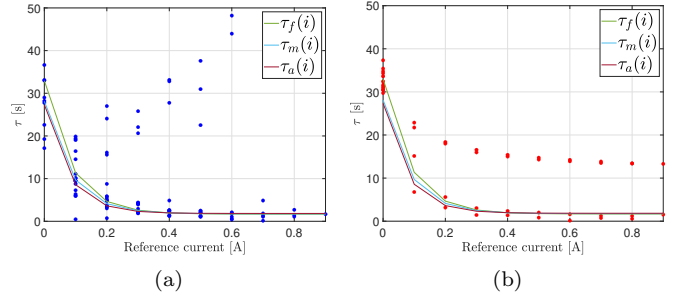 50
40
30
20
10
0
τ [s]
0 0.2 0.4 0.6 0.8
Reference current [A]
τf(i)
τm(i)
τa(i)
(a)
50
40
30
20
10
0
τ [s]
0 0.2 0.4 0.6 0.8
Reference current [A]
τf(i)
τm(i)
τa(i)
(b)